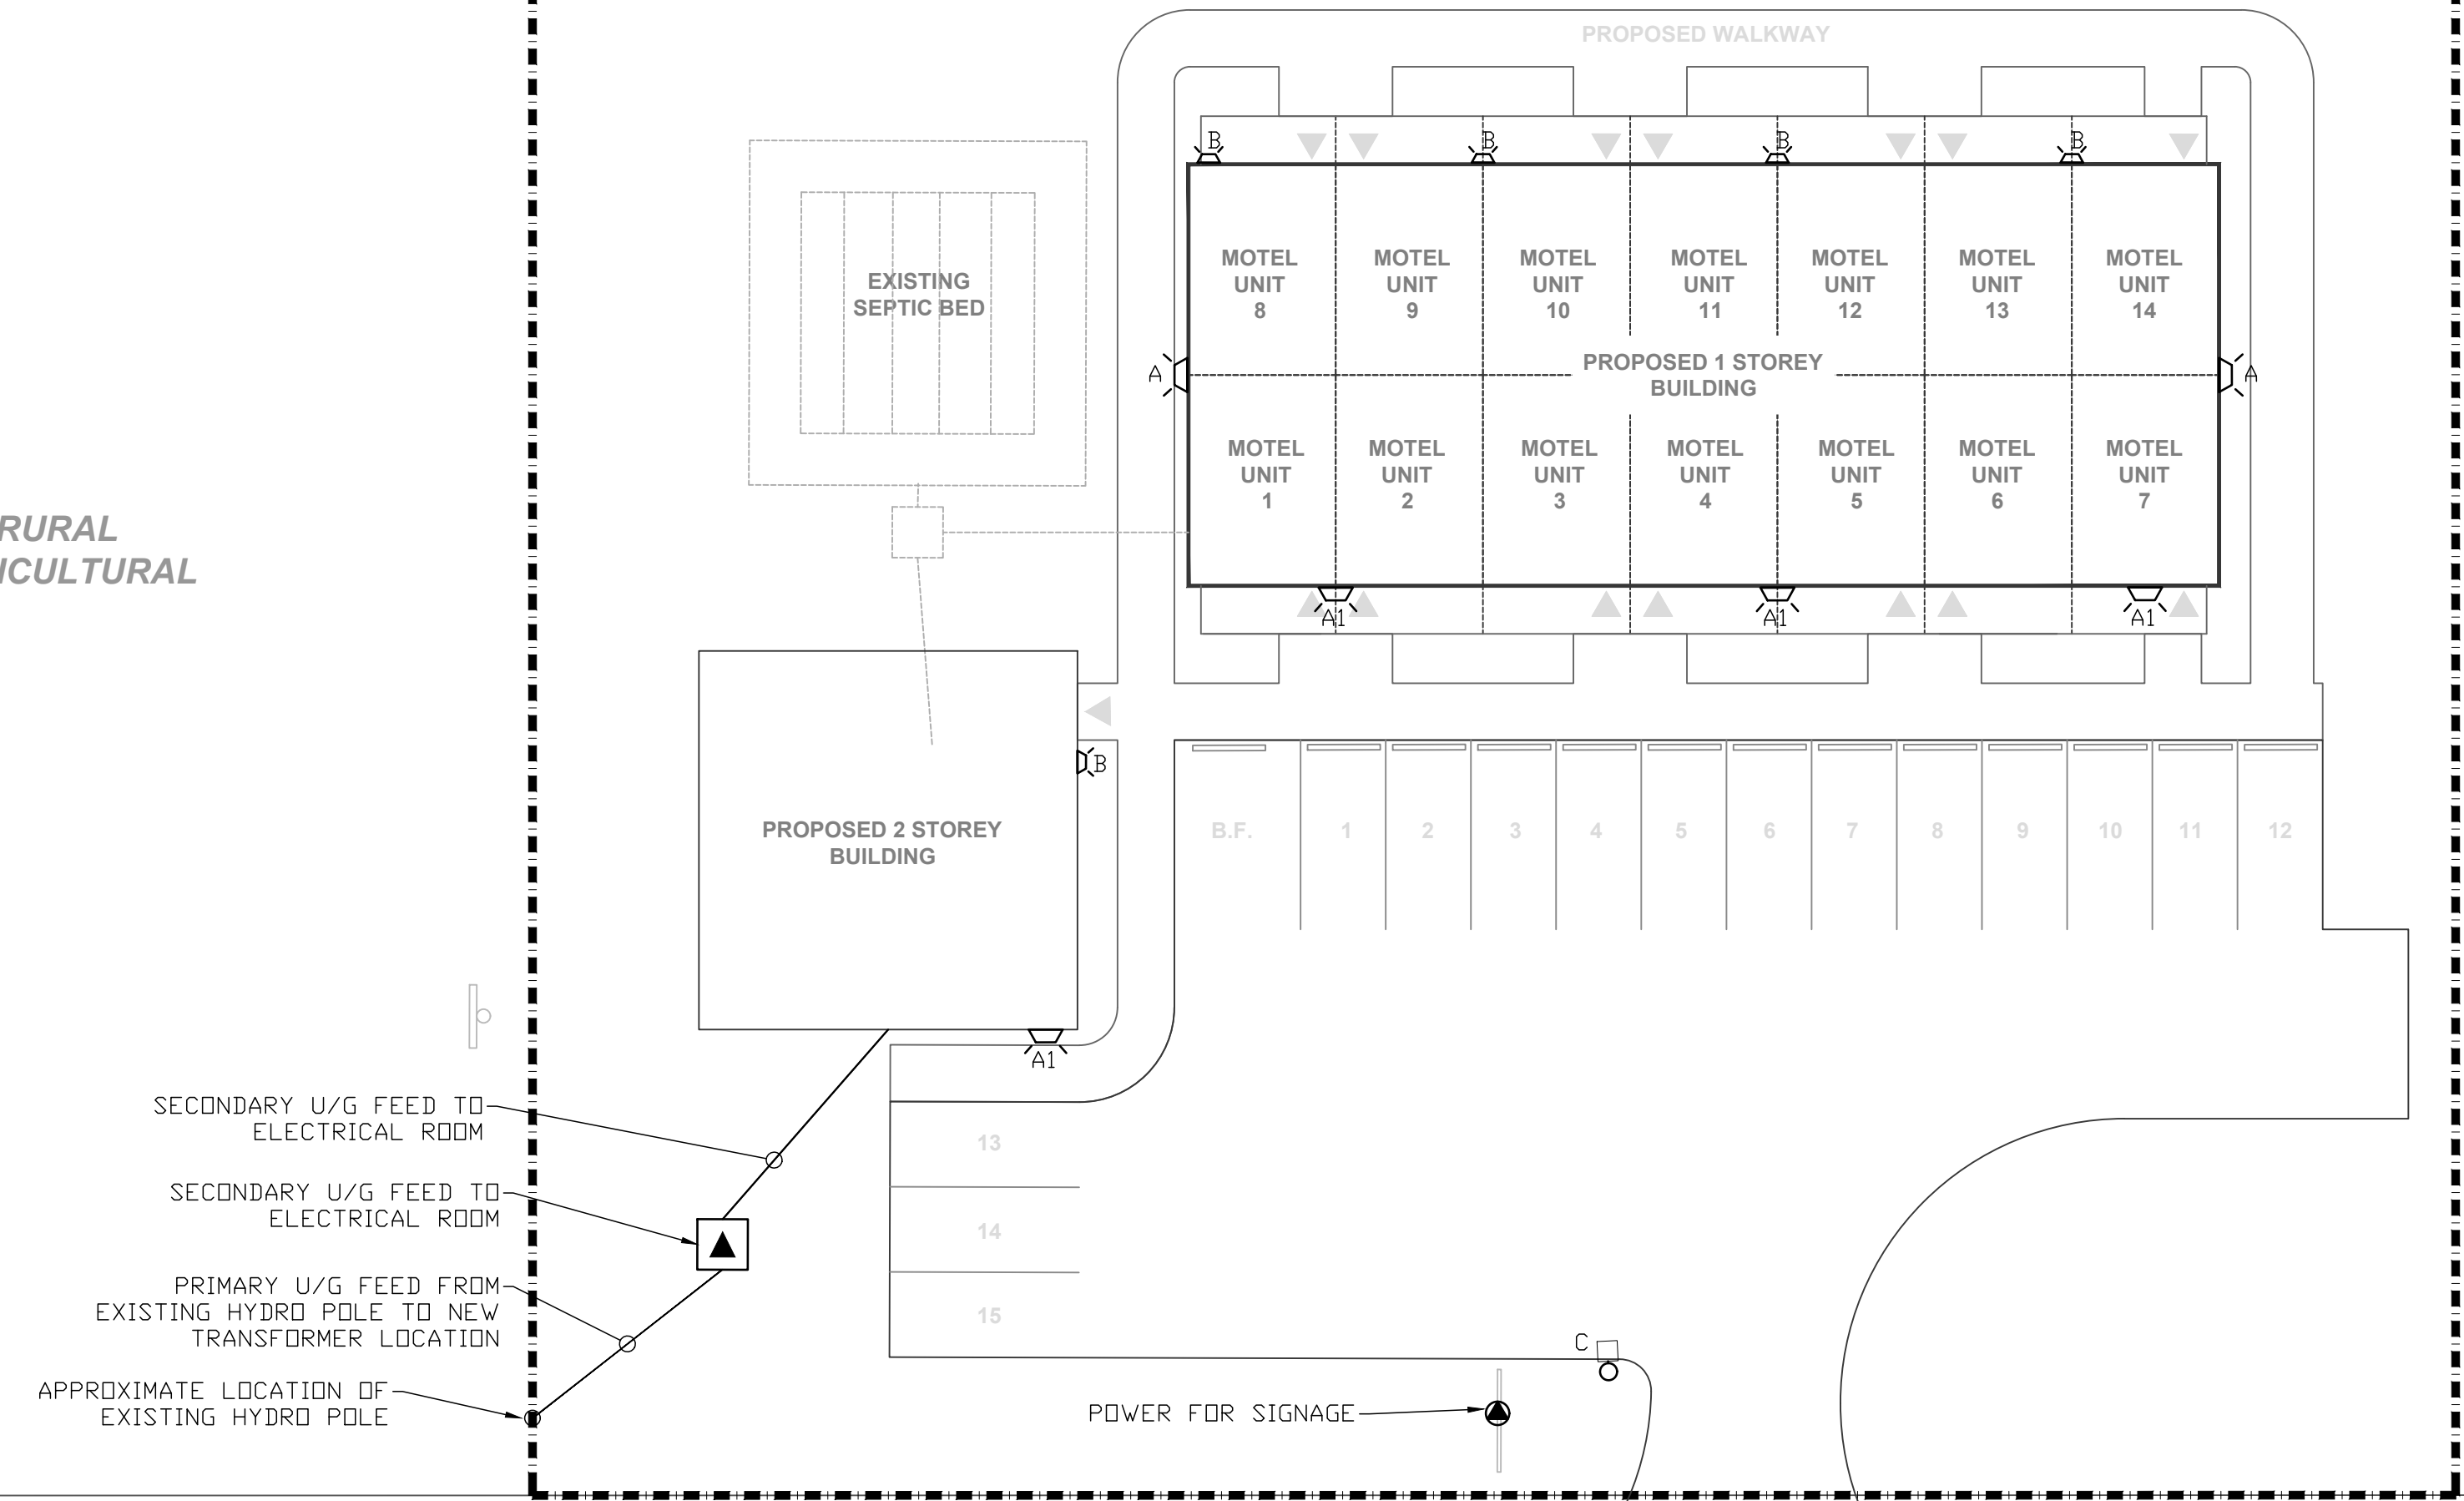 PROPOSED WALKWAY
B
B
B
B
MOTEL
UNIT
8
MOTEL
UNIT
9
MOTEL
UNIT
10
MOTEL
UNIT
11
MOTEL
UNIT
12
MOTEL
UNIT
13
MOTEL
UNIT
14
EXISTING
SEPTIC BED
A
PROPOSED 1 STOREY
BUILDING
A
MOTEL
UNIT
1
MOTEL
UNIT
2
MOTEL
UNIT
3
MOTEL
UNIT
4
MOTEL
UNIT
5
MOTEL
UNIT
6
MOTEL
UNIT
7
RURAL
ICULTURAL
A1
A1
A1
B
PROPOSED 2 STOREY
BUILDING
B.F.
1
2
3
4
5
6
7
8
9
10
11
12
A1
SECONDARY U/G FEED TO
ELECTRICAL ROOM
13
SECONDARY U/G FEED TO
ELECTRICAL ROOM
14
PRIMARY U/G FEED FROM
EXISTING HYDRO POLE TO NEW
TRANSFORMER LOCATION
15
C
APPROXIMATE LOCATION OF
EXISTING HYDRO POLE
POWER FOR SIGNAGE